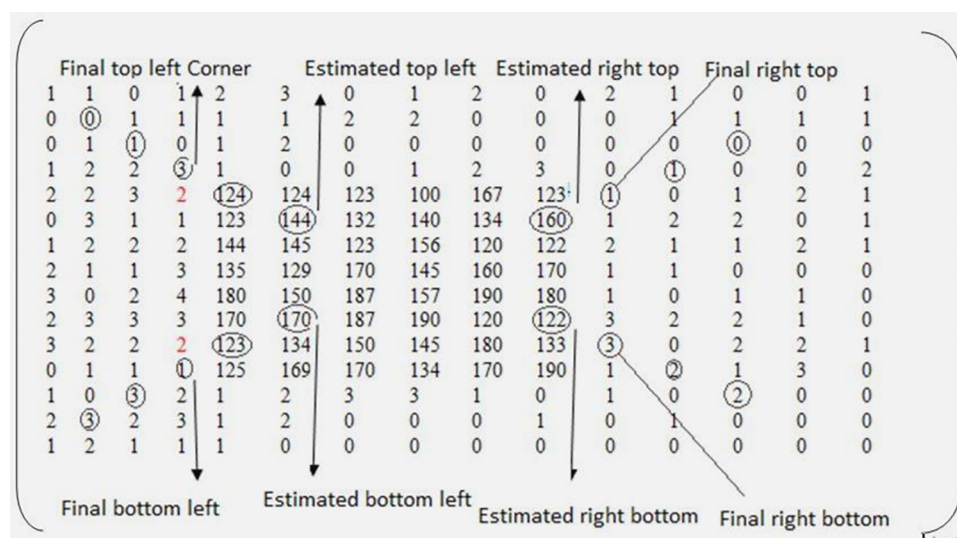 Final top left Corner Estimated top left Estimated right top Final right top
1 1 0 1 2 3 0 1 2 0 2 1 0 0 1
0 0 1 1 1 1 2 2 0 0 0 1 1 1 1
0 1 1 0 1 2 0 0 0 0 0 0 0 0 0
1 2 2 3 1 0 0 1 2 3 0 1 0 0 2
2 2 3 2 124 124 123 100 167 123 1 0 1 2 1
0 3 1 1 123 144 132 140 134 160 1 2 2 0 1
1 2 2 2 144 145 123 156 120 122 2 1 1 2 1
2 1 1 3 135 129 170 145 160 170 1 1 0 0 0
3 0 2 4 180 150 187 157 190 180 1 0 1 1 0
2 3 3 3 170 170 187 190 120 122 3 2 2 1 0
3 2 2 2 123 134 150 145 180 133 3 0 2 2 1
0 1 1 1 125 169 170 134 170 190 1 2 1 3 0
1 0 3 2 1 2 3 3 1 0 1 0 2 0 0
2 3 2 3 1 2 0 0 0 1 0 1 0 0 0
1 2 1 1 1 0 0 0 0 0 0 0 0 0 0
Final bottom left Estimated bottom left Estimated right bottom Final right bottom